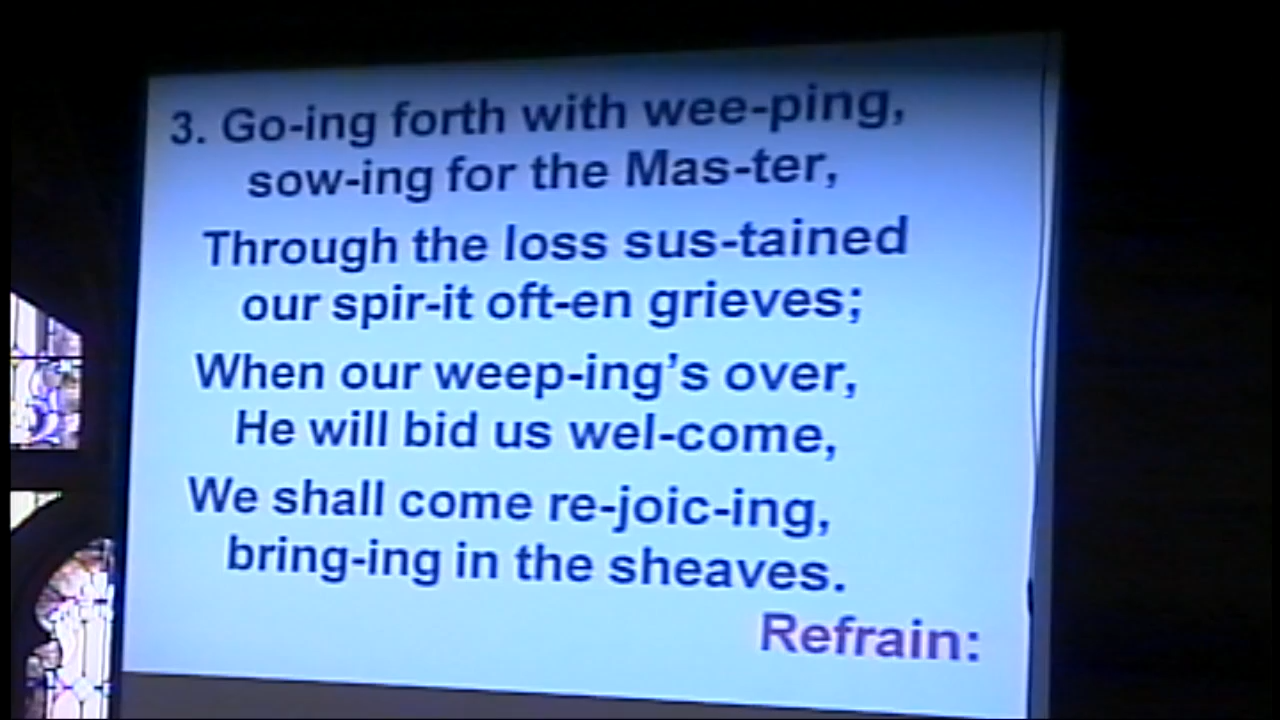 3. Go-ing forth with wee-ping,
sow-ing for the Mas-ter,
Through the loss sus-tained
our spir-it oft-en grieves;
When our weep-ing’s over,
He will bid us wel-come,
We shall come re-joic-ing,
bring-ing in the sheaves.
Refrain: